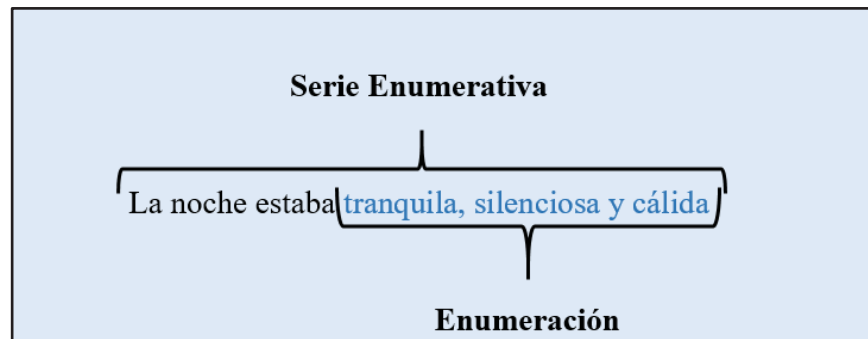 Serie Enumerativa
La noche estaba tranquila, silenciosa y cálida
Enumeración